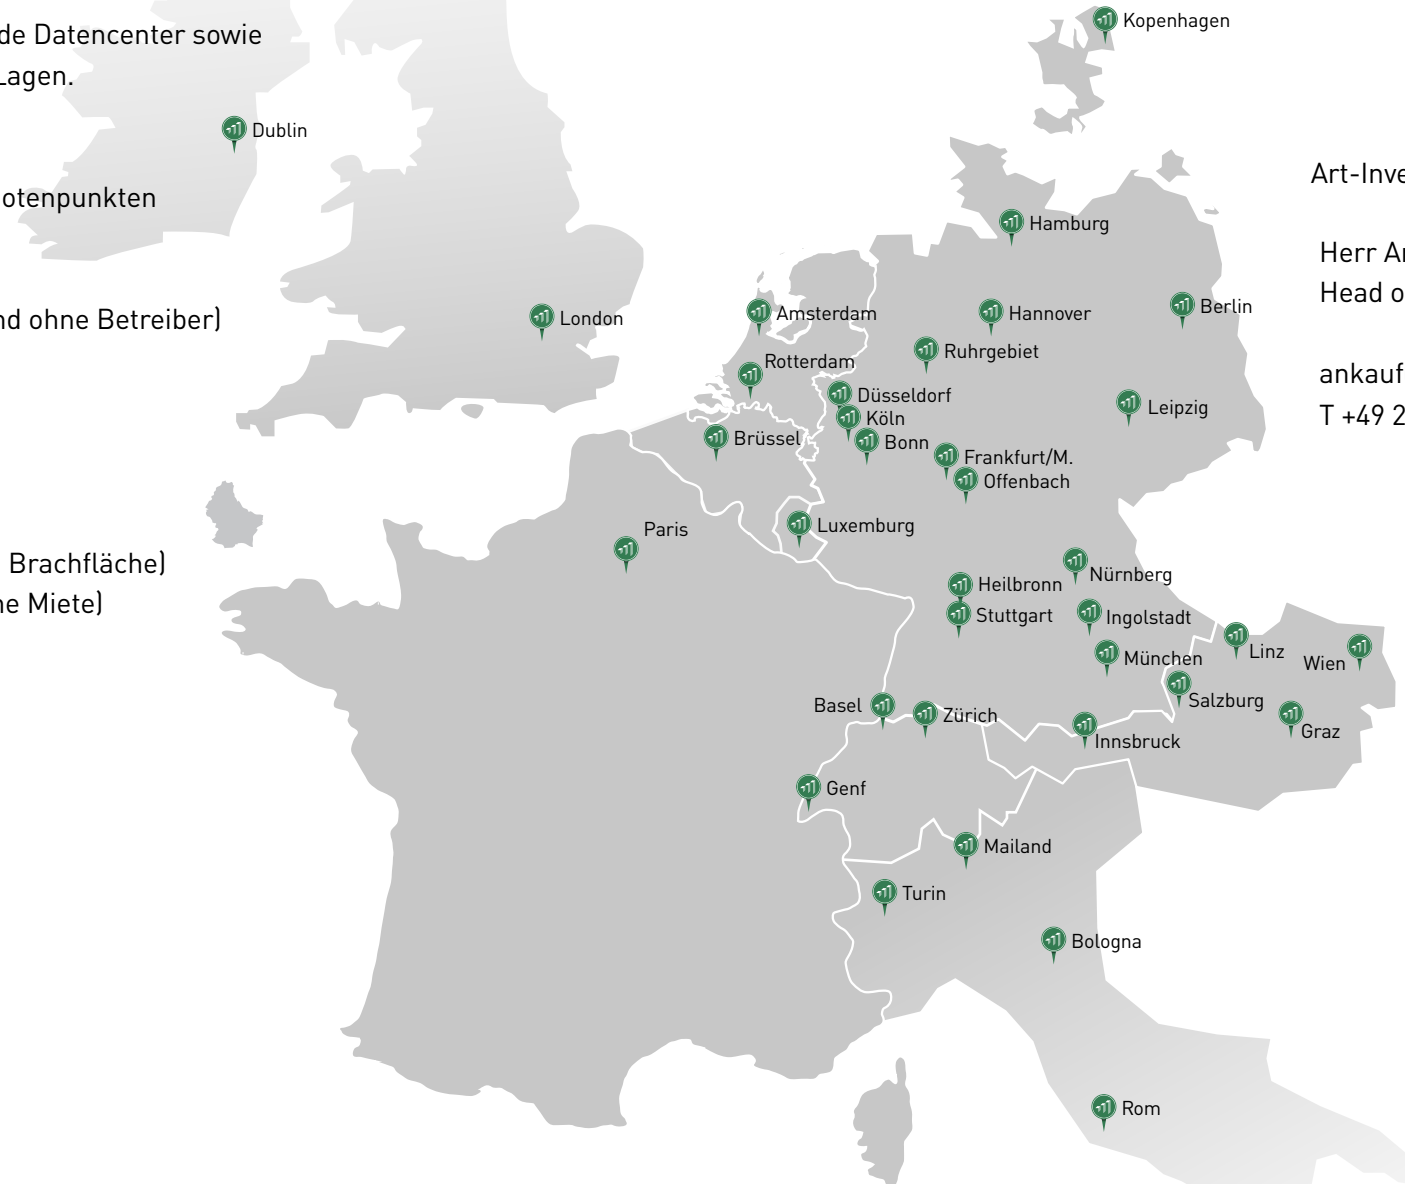 de Datencenter sowie
Lagen.
otenpunkten
nd ohne Betreiber)
Brachfläche)
ne Miete)
Kopenhagen
Dublin
Hamburg
London
Amsterdam
Hannover
Berlin
Ruhrgebiet
Rotterdam
Düsseldorf
Köln
Leipzig
Brüssel
Bonn
Frankfurt/M.
Offenbach
Paris
Luxemburg
Nürnberg
Heilbronn
Stuttgart
Ingolstadt
München
Linz
Wien
Salzburg
Basel
Zürich
Graz
Innsbruck
Genf
Mailand
Turin
Bologna
Rom
Art-Inve
Herr Ar
Head o
ankauf
T +49 2